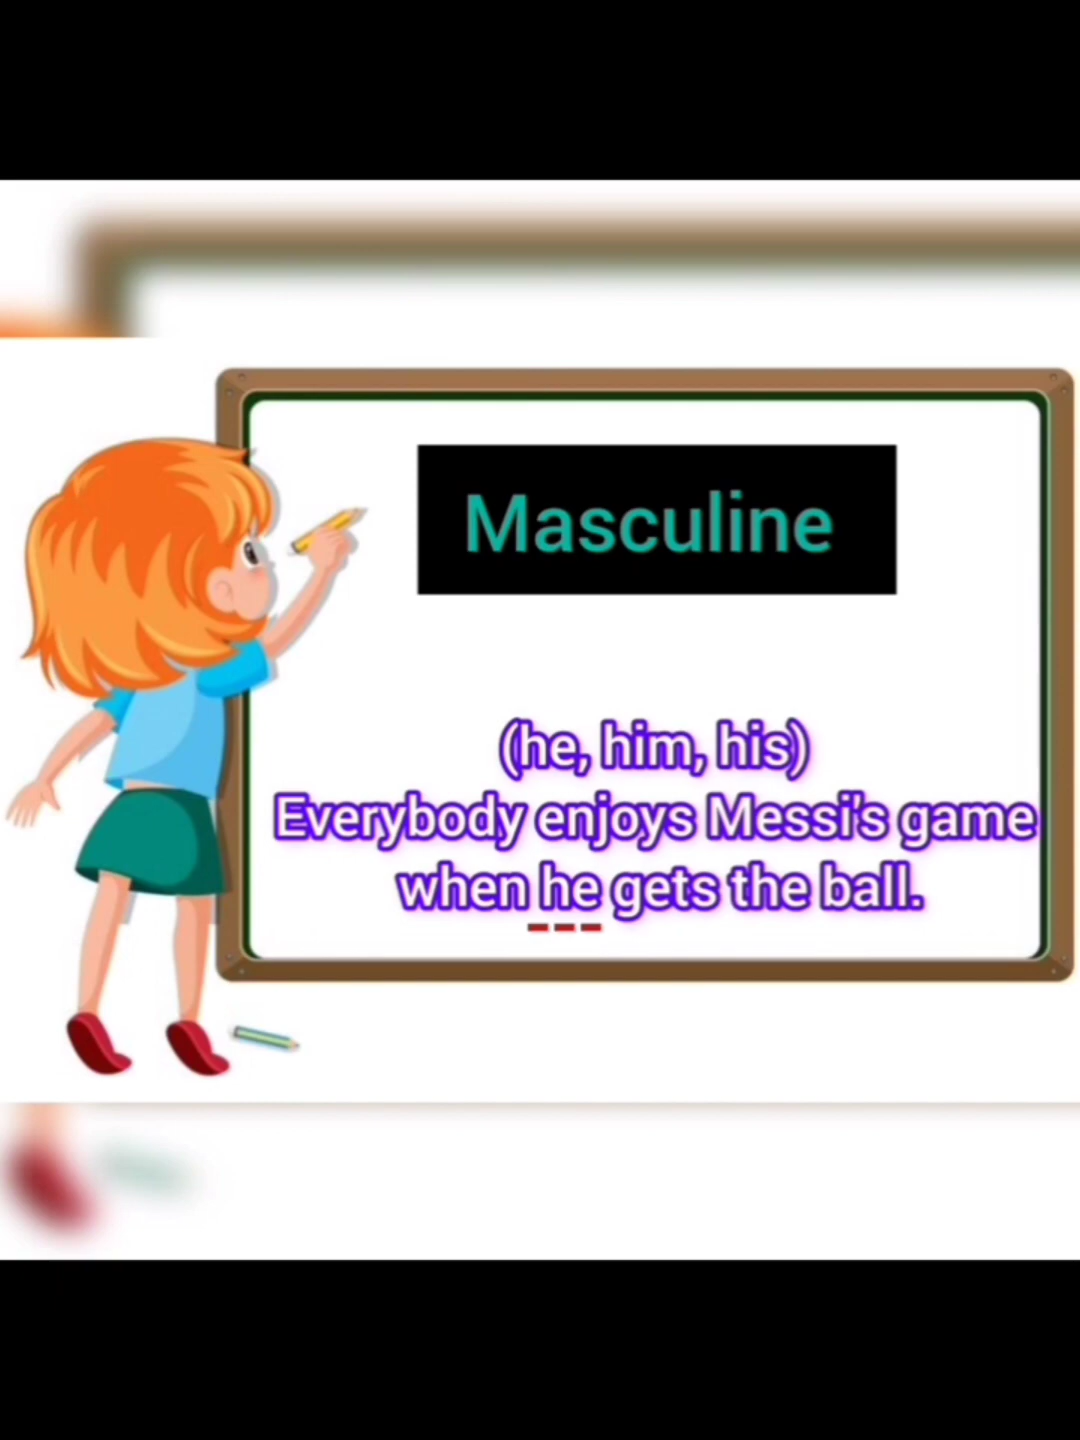 Masculine
(he, him, his)
Everybody enjoys Messi's game
when he gets the ball.